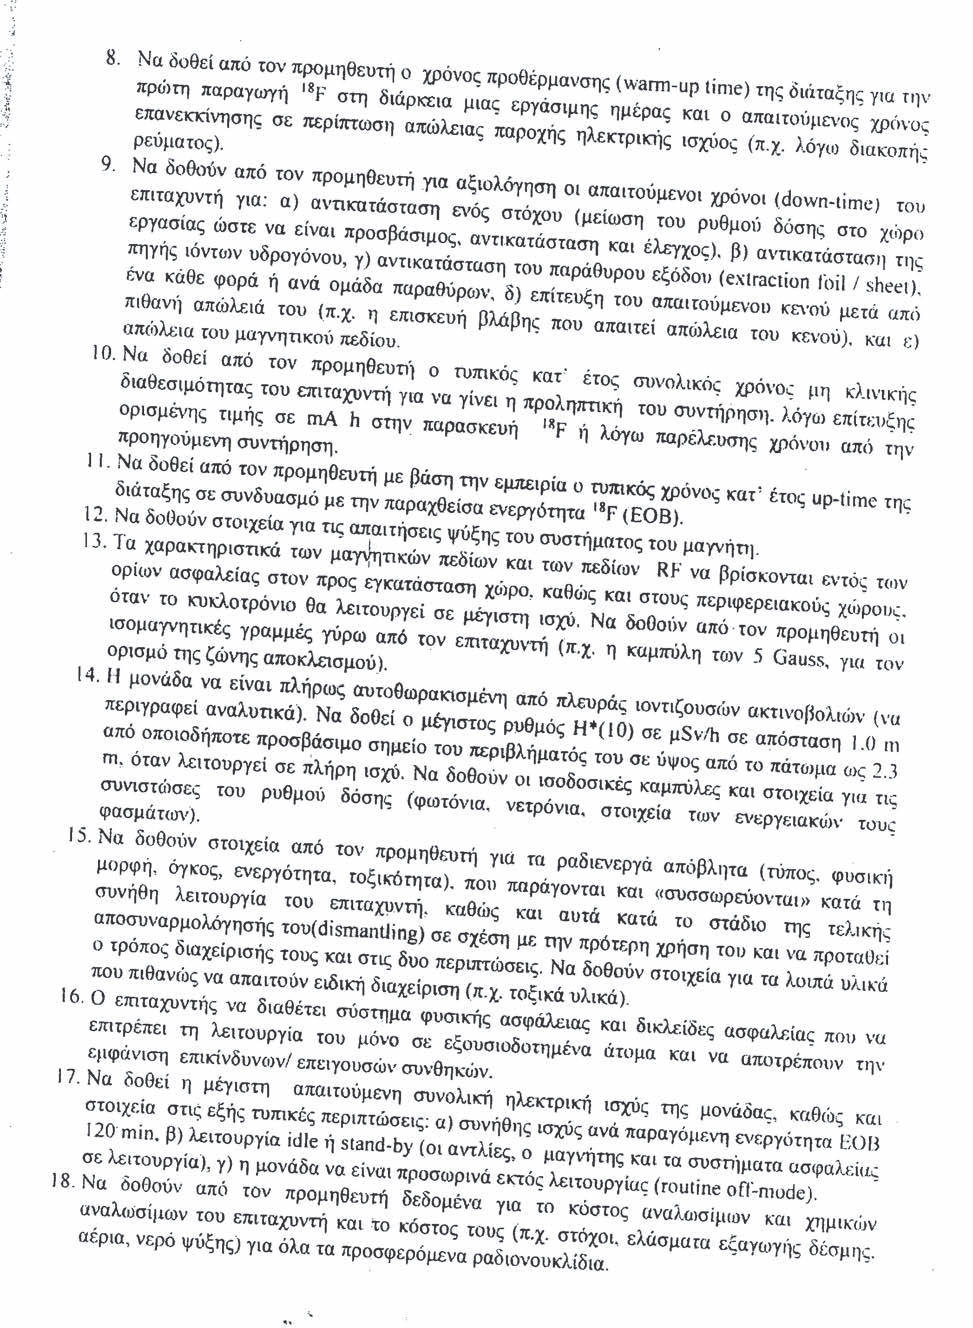 8. Να δοθεί από τον προμηθευτή ο χρόνος προθέρμανσης (warm-up time) της διάταξης για την
πρώτη παραγωγή ¹⁸F στη διάρκεια μιας εργάσιμης ημέρας και ο απαιτούμενος χρόνος
επανεκκίνησης σε περίπτωση απώλειας παροχής ηλεκτρικής ισχύος (π.χ. λόγω διακοπής
ρεύματος).
9. Να δοθούν από τον προμηθευτή για αξιολόγηση οι απαιτούμενοι χρόνοι (down-time) του
επιταχυντή για: α) αντικατάσταση ενός στόχου (μείωση του ρυθμού δόσης στο χώρο
εργασίας ώστε να είναι προσβάσιμος, αντικατάσταση και έλεγχος), β) αντικατάσταση της
πηγής ιόντων υδρογόνου, γ) αντικατάσταση του παράθυρου εξόδου (extraction foil / sheet),
ένα κάθε φορά ή ανά ομάδα παραθύρων, δ) επίτευξη του απαιτούμενου κενού μετά από
πιθανή απώλειά του (π.χ. η επισκευή βλάβης που απαιτεί απώλεια του κενού), και ε)
απώλεια του μαγνητικού πεδίου.
10. Να δοθεί από τον προμηθευτή ο τυπικός κατ' έτος συνολικός χρόνος μη κλινικής
διαθεσιμότητας του επιταχυντή για να γίνει η προληπτική του συντήρηση, λόγω επίτευξης
ορισμένης τιμής σε mA h στην παρασκευή ¹⁸F ή λόγω παρέλευσης χρόνου από την
προηγούμενη συντήρηση.
11. Να δοθεί από τον προμηθευτή με βάση την εμπειρία ο τυπικός χρόνος κατ' έτος up-time της
διάταξης σε συνδυασμό με την παραχθείσα ενεργότητα ¹⁸F (EOB).
12. Να δοθούν στοιχεία για τις απαιτήσεις ψύξης του συστήματος του μαγνήτη.
13. Τα χαρακτηριστικά των μαγνητικών πεδίων και των πεδίων RF να βρίσκονται εντός των
ορίων ασφαλείας στον προς εγκατάσταση χώρο, καθώς και στους περιφερειακούς χώρους,
όταν το κυκλοτρόνιο θα λειτουργεί σε μέγιστη ισχύ. Να δοθούν από τον προμηθευτή οι
ισομαγνητικές γραμμές γύρω από τον επιταχυντή (π.χ. η καμπύλη των 5 Gauss, για τον
ορισμό της ζώνης αποκλεισμού).
14. Η μονάδα να είναι πλήρως αυτοθωρακισμένη από πλευράς ιοντιζουσών ακτινοβολιών (να
περιγραφεί αναλυτικά). Να δοθεί ο μέγιστος ρυθμός H*(10) σε μSv/h σε απόσταση 1.0 m
από οποιοδήποτε προσβάσιμο σημείο του περιβλήματός του σε ύψος από το πάτωμα ως 2.3
m, όταν λειτουργεί σε πλήρη ισχύ. Να δοθούν οι ισοδοσικές καμπύλες και στοιχεία για τις
συνιστώσες του ρυθμού δόσης (φωτόνια, νετρόνια, στοιχεία των ενεργειακών τους
φασμάτων).
15. Να δοθούν στοιχεία από τον προμηθευτή για τα ραδιενεργά απόβλητα (τύπος, φυσική
μορφή, όγκος, ενεργότητα, τοξικότητα), που παράγονται και «συσσωρεύονται» κατά τη
συνήθη λειτουργία του επιταχυντή, καθώς και αυτά κατά το στάδιο της τελικής
αποσυναρμολόγησής του(dismantling) σε σχέση με την πρότερη χρήση του και να προταθεί
ο τρόπος διαχείρισής τους και στις δυο περιπτώσεις. Να δοθούν στοιχεία για τα λοιπά υλικά
που πιθανώς να απαιτούν ειδική διαχείριση (π.χ. τοξικά υλικά).
16. Ο επιταχυντής να διαθέτει σύστημα φυσικής ασφάλειας και δικλείδες ασφαλείας που να
επιτρέπει τη λειτουργία του μόνο σε εξουσιοδοτημένα άτομα και να αποτρέπουν την
εμφάνιση επικίνδυνων/ επειγουσών συνθηκών.
17. Να δοθεί η μέγιστη απαιτούμενη συνολική ηλεκτρική ισχύς της μονάδας, καθώς και
στοιχεία στις εξής τυπικές περιπτώσεις: α) συνήθης ισχύς ανά παραγόμενη ενεργότητα EOB
120 min, β) λειτουργία idle ή stand-by (οι αντλίες, ο μαγνήτης και τα συστήματα ασφαλείας
σε λειτουργία), γ) η μονάδα να είναι προσωρινά εκτός λειτουργίας (routine off-mode).
18. Να δοθούν από τον προμηθευτή δεδομένα για το κόστος αναλωσίμων και χημικών
αναλωσίμων του επιταχυντή και το κόστος τους (π.χ. στόχοι, ελάσματα εξαγωγής δέσμης,
αέρια, νερό ψύξης) για όλα τα προσφερόμενα ραδιονουκλίδια.